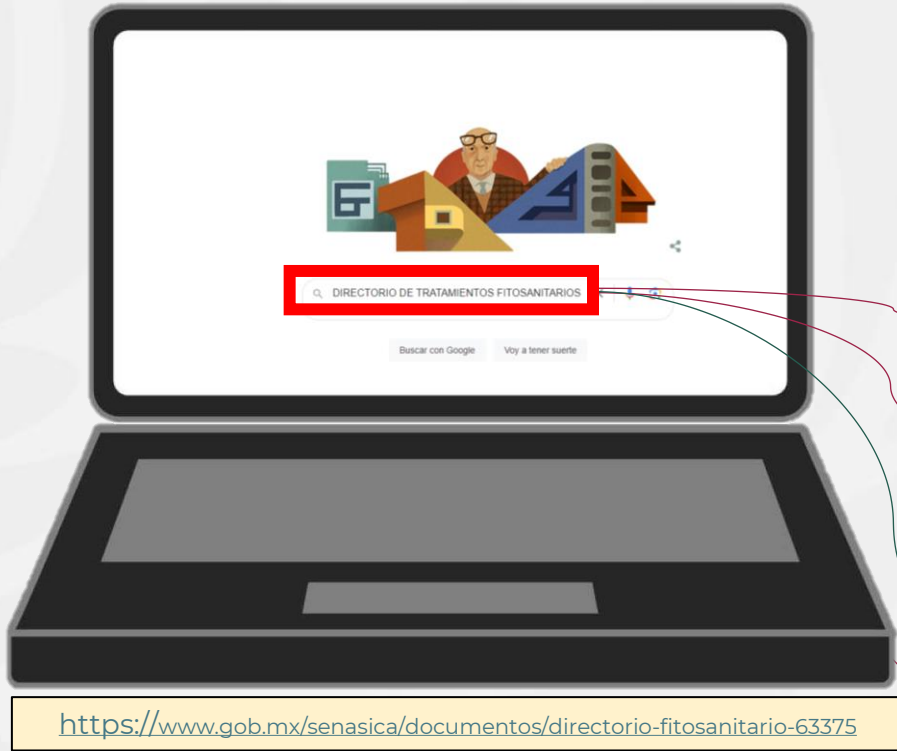 DIRECTORIO DE TRATAMIENTOS FITOSANITARIOS
Buscar con Google Voy a tener suerte
https://www.gob.mx/senasica/documentos/directorio-fitosanitario-63375